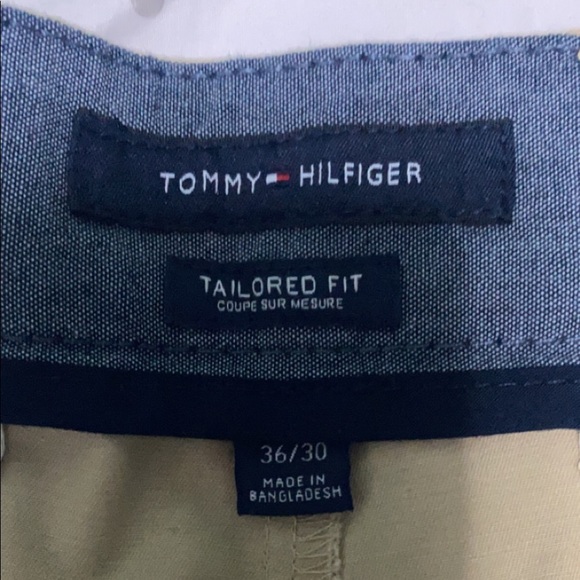 TOMMY HILFIGER
TAILORED FIT
COUPE SUR MESURE
36/30
MADE IN
BANGLADESH